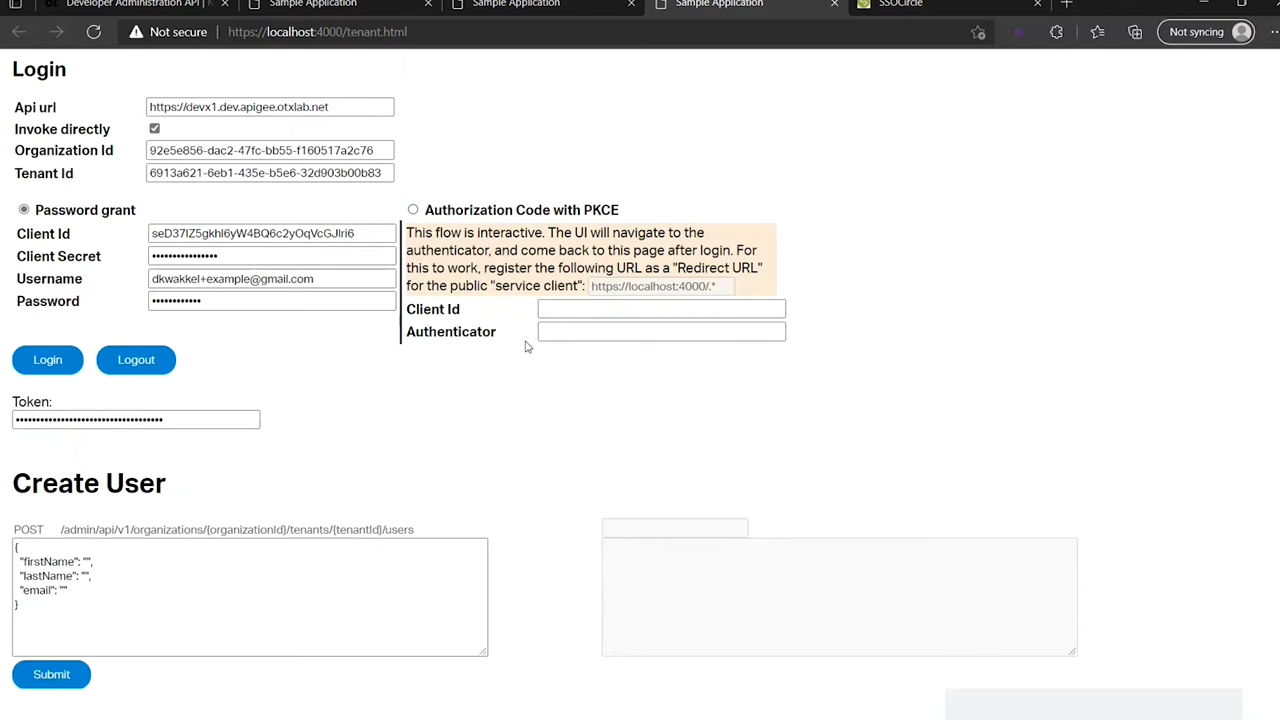 Developer Administration API |
Sample Application
Sample Application
Sample Application
SSOCircle
Not secure
https://localhost:4000/tenant.html
Not syncing
Login
Api url
https://devx1.dev.apigee.otxlab.net
Invoke directly
Organization Id
92e5e856-dac2-47fc-bb55-f160517a2c76
Tenant Id
6913a621-6eb1-435e-b5e6-32d903b00b83
Password grant
Authorization Code with PKCE
Client Id
seD37IZ5gkhl6yW4BQ6c2yOqVcGJlri6
Client Secret
••••••••••••••••
Username
dkwakkel+example@gmail.com
Password
••••••••••••
This flow is interactive. The UI will navigate to the
authenticator, and come back to this page after login. For
this to work, register the following URL as a "Redirect URL"
for the public "service client": https://localhost:4000/.*
Client Id
Authenticator
Login
Logout
Token:
••••••••••••••••••••••••••••••••••••
Create User
POST /admin/api/v1/organizations/{organizationId}/tenants/{tenantId}/users
{
"firstName": "",
"lastName": "",
"email": ""
}
Submit